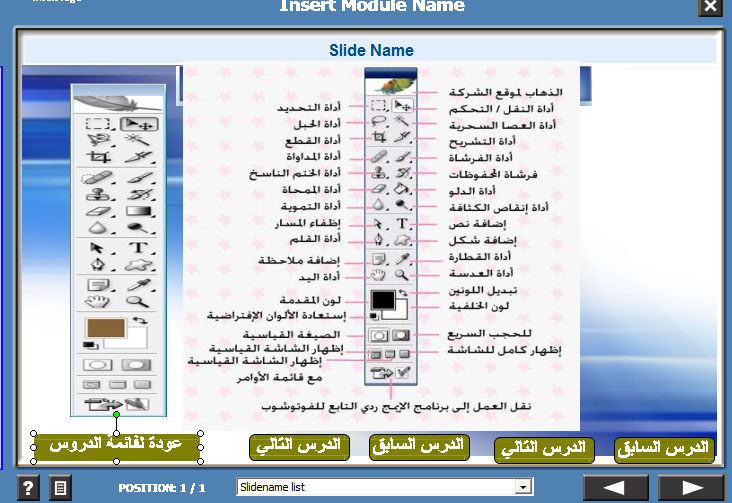 Insert Module Name
Slide Name
الذهاب لموقع الشركة
أداة التحديد
أداة النقل / التحكم
أداة الحبل
أداة العصا السحرية
أداة القطع
أداة التشريح
أداة المداواة
أداة الفرشاة
أداة الختم الناسخ
فرشاة المحفوظات
أداة الممحاة
أداة الدلو
أداة التموية
أداة إنقاص الكثافة
إظفاء المسار
إضافة نص
أداة القلم
إضافة شكل
إضافة ملاحظة
أداة القطارة
أداة اليد
أداة العدسة
لون المقدمة
تبديل اللونين
إستعادة الألوان الإفتراضية
لون الخلفية
الصيغة القياسية
للحجب السريع
إظهار الشاشة القياسية
إظهار كامل للشاشة
إظهار الشاشة القياسية
مع قائمة الأوامر
نقل العمل إلى برنامج الإيمج ردي التابع للفوتوشوب
T
T
عودة لقائمة الدروس
الدرس التالي
الدرس السابق
الدرس التالي
الدرس السابق
?
POSITION: 1 / 1
Slidename list